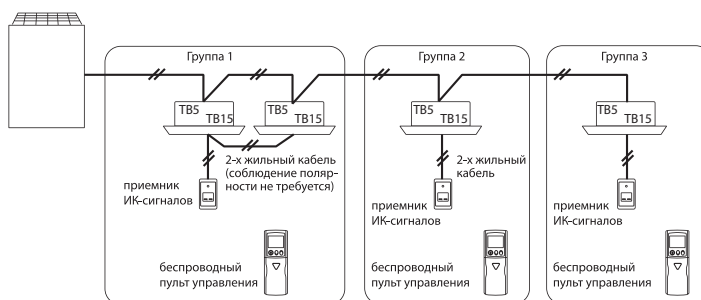 Группа 1
Группа 2
Группа 3
TB5
TB15
TB5
TB15
TB5
TB15
TB5
TB15
2-х жильный кабель
(соблюдение поляр-
ности не требуется)
2-х жильный
кабель
приемник
ИК-сигналов
приемник
ИК-сигналов
приемник
ИК-сигналов
беспроводный
пульт управления
беспроводный
пульт управления
беспроводный
пульт управления